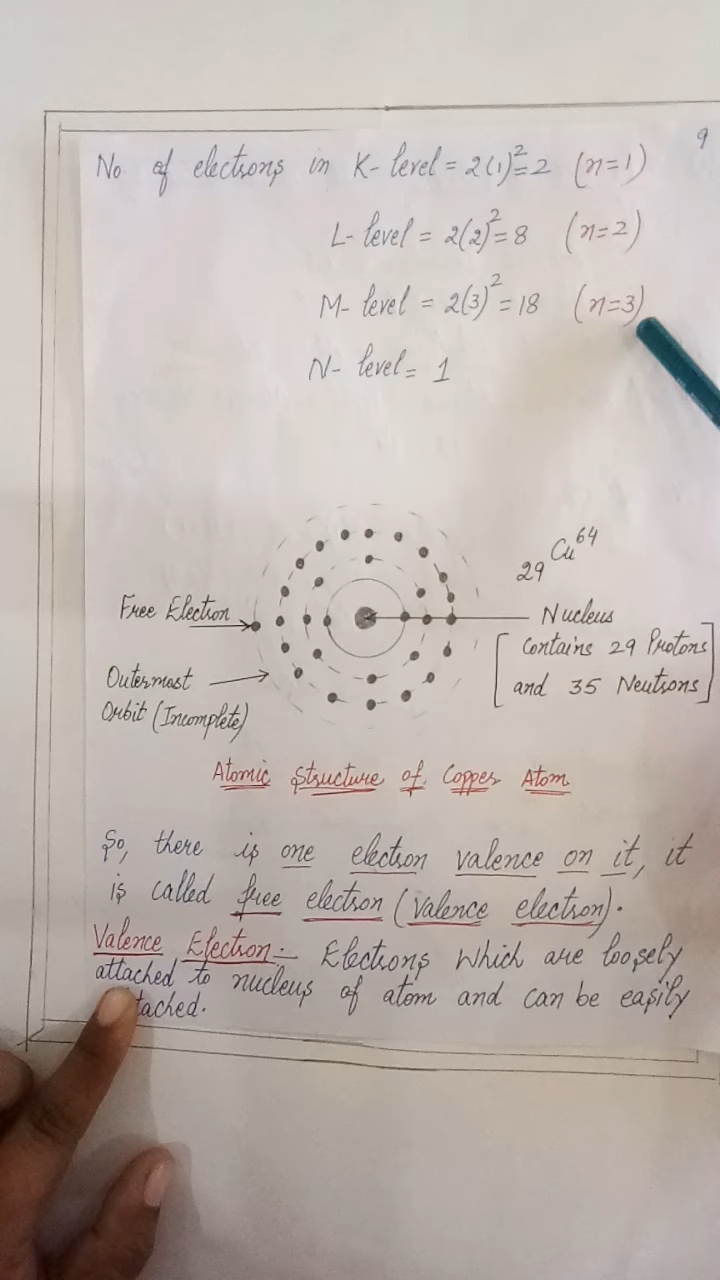 9
No of electrons in K- level = 2(1)²=2 (n=1)
L- level = 2(2)²=8 (n=2)
M- level = 2(3)²=18 (n=3)
N- level= 1
29Cu64
Free Electron
Nucleus
[Contains 29 Protons
and 35 Neutrons]
Outermost
Orbit (Incomplete)
Atomic Structure of Copper Atom
So, there is one electron valence on it, it
is called free electron (Valence electron).
Valence Electron:- Electrons which are loosely
attached to nucleus of atom and can be easily
tached.